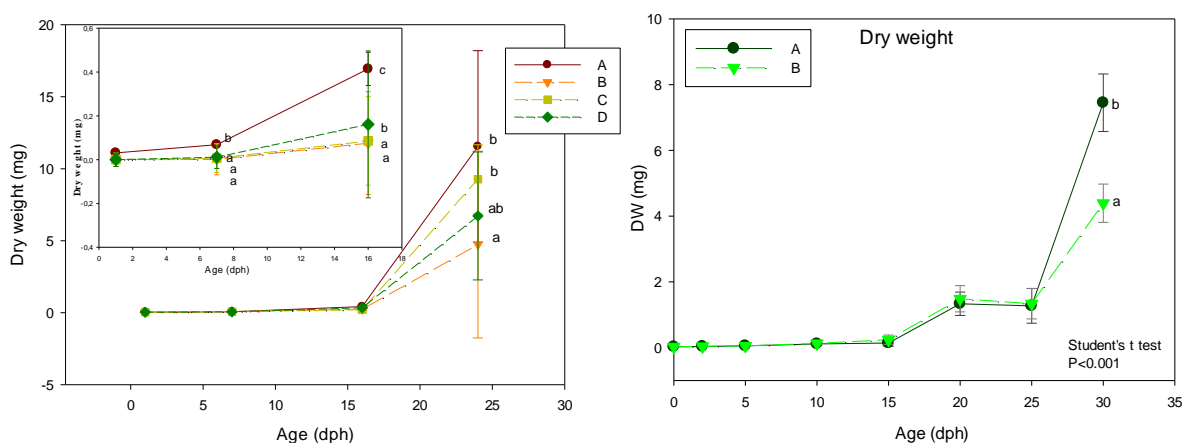 20
15
10
5
0
-5
Dry weight (mg)
0 5 10 15 20 25 30
Age (dph)
0,6
0,4
0,2
0,0
-0,2
-0,4
Dry weight (mg)
0 2 4 6 8 10 12 14 16 18
Age (dph)
c
b
a
a
b
a
a
a
A
B
C
D
b
b
ab
a
10
8
6
4
2
0
DW (mg)
0 5 10 15 20 25 30 35
Age (dph)
A
B
Dry weight
b
a
Student's t test
P<0.001